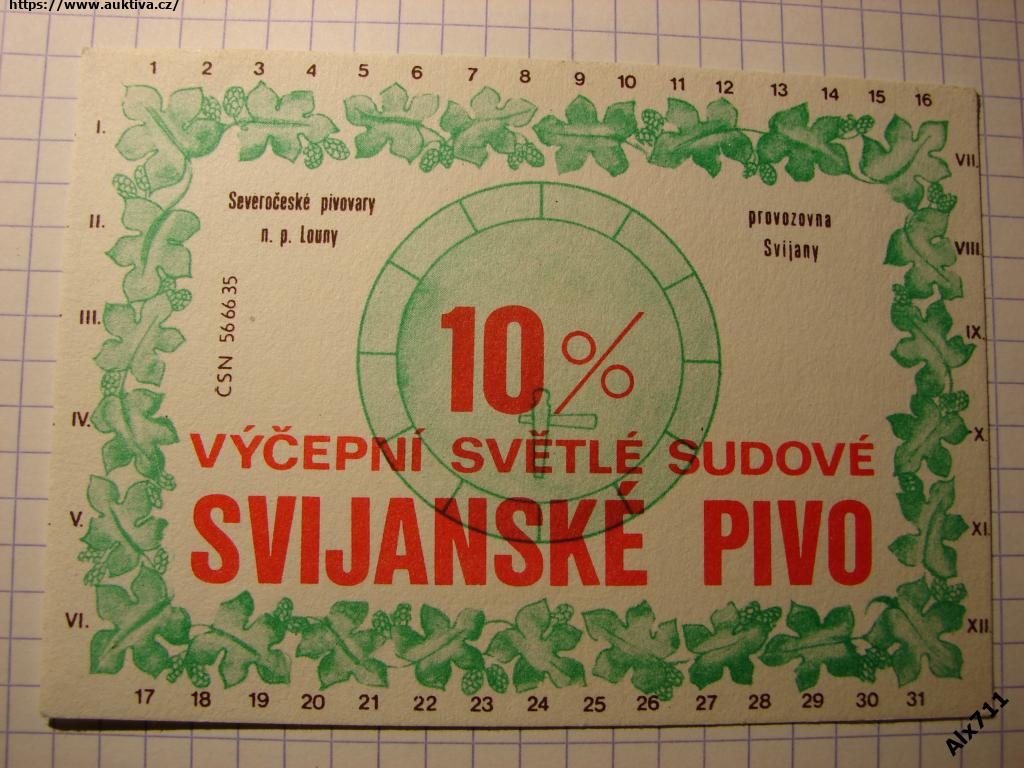 https://www.auktiva.cz/
1 2 3 4 5 6 7 8 9 10 11 12 13 14 15 16
I.
II.
III.
IV.
V.
VI.
VII.
VIII.
IX.
X.
XI.
XII.
Severočeské pivovary
n. p. Louny
provozovna
Svijany
ČSN 56 66 35
10%
VÝČEPNÍ SVĚTLÉ SUDOVÉ
SVIJANSKÉ PIVO
17 18 19 20 21 22 23 24 25 26 27 28 29 30 31
Alx711